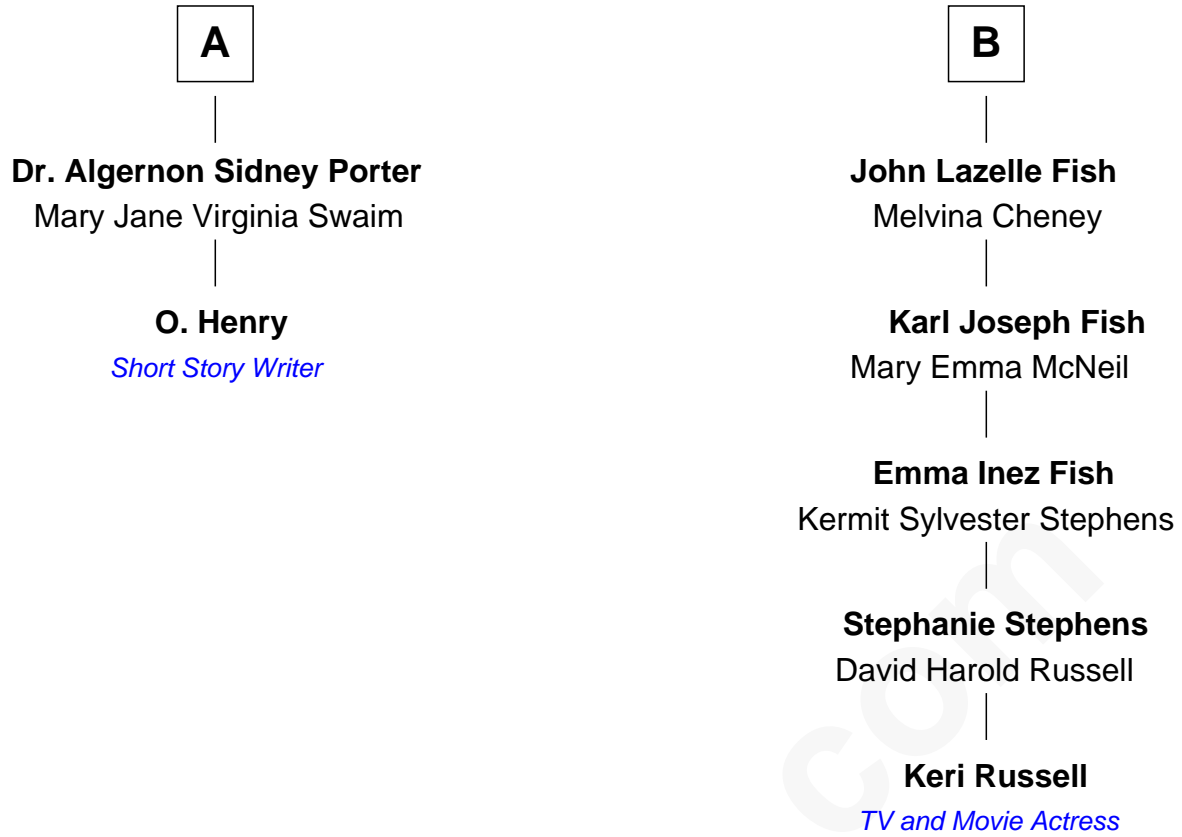 A
Dr. Algernon Sidney Porter
Mary Jane Virginia Swaim
O. Henry
Short Story Writer
B
John Lazelle Fish
Melvina Cheney
Karl Joseph Fish
Mary Emma McNeil
Emma Inez Fish
Kermit Sylvester Stephens
Stephanie Stephens
David Harold Russell
Keri Russell
TV and Movie Actress
com